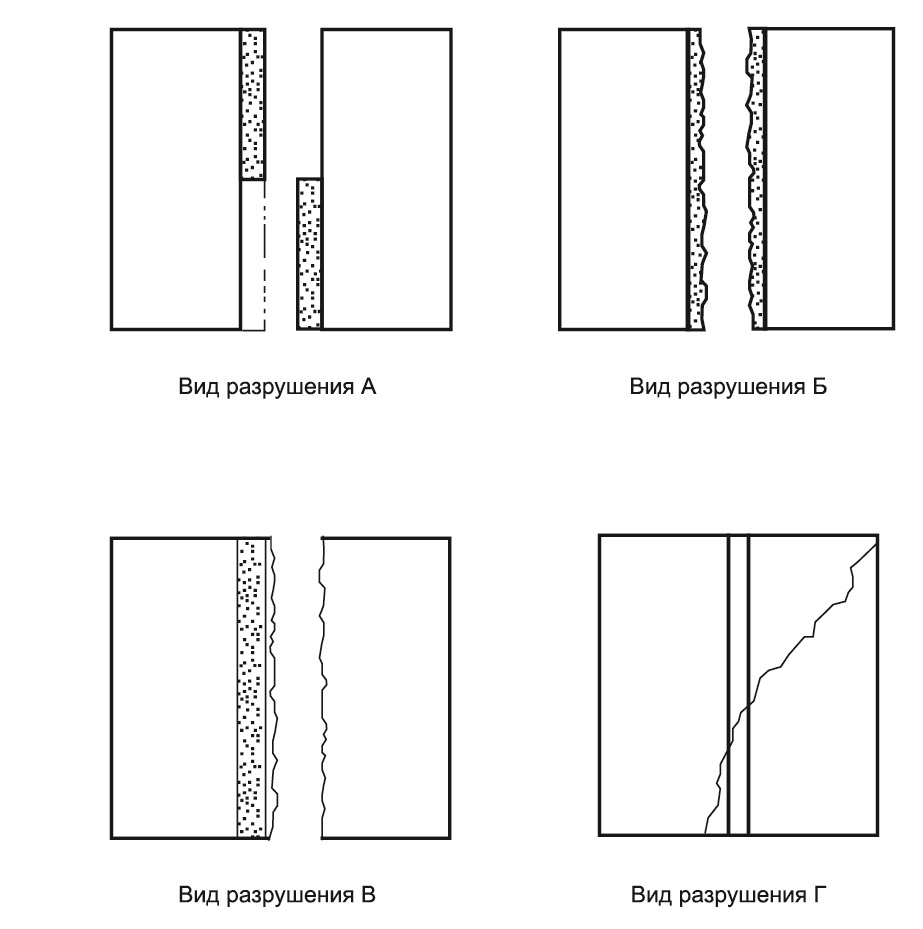 Вид разрушения А
Вид разрушения Б
Вид разрушения В
Вид разрушения Г